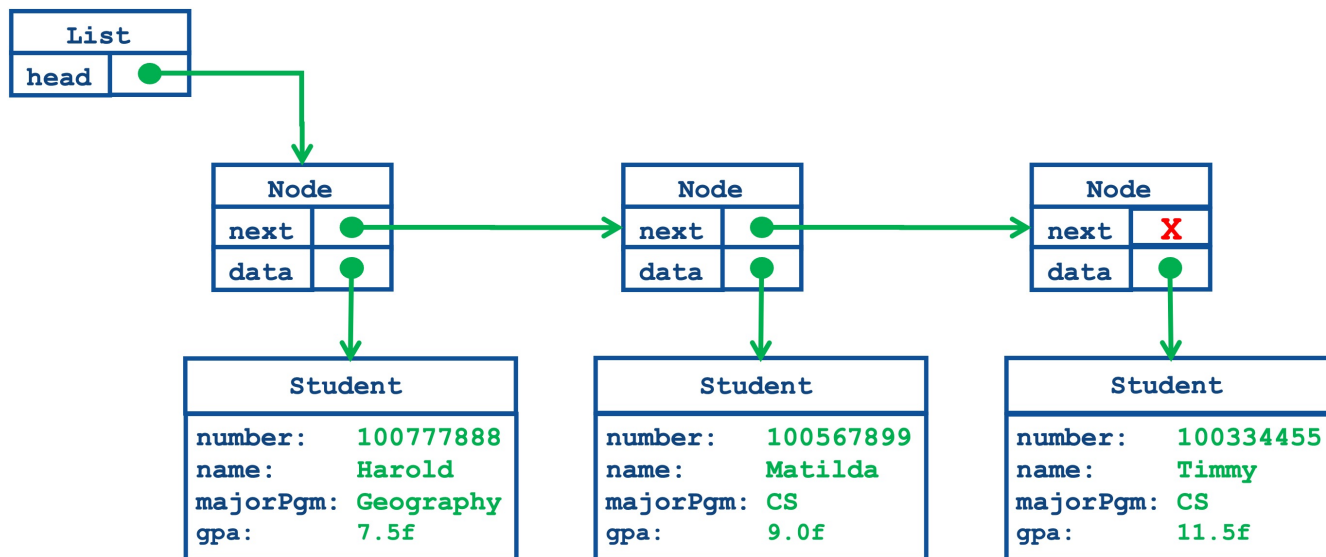 List
head
Node Node Node
next next next X
data data data
Student Student Student
number: 100777888 number: 100567899 number: 100334455
name: Harold name: Matilda name: Timmy
majorPgm: Geography majorPgm: CS majorPgm: CS
gpa: 7.5f gpa: 9.0f gpa: 11.5f